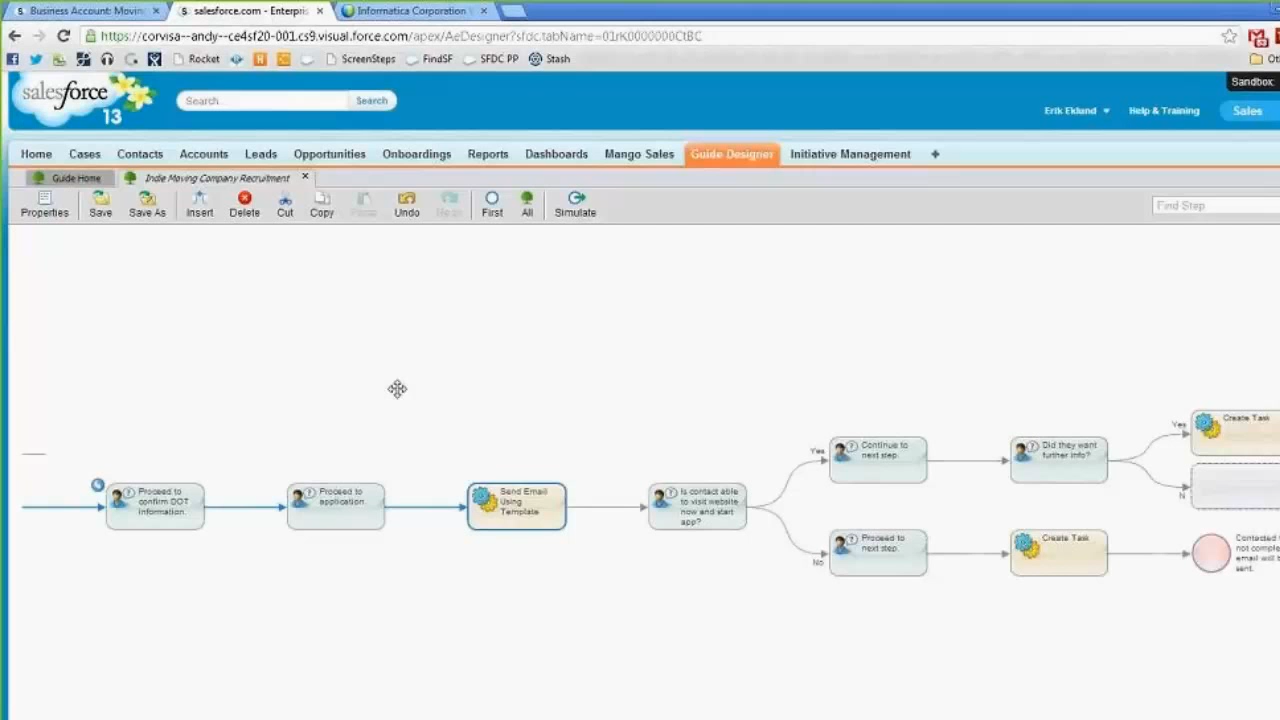 Business Account: Movin
salesforce.com - Enterpris
Informatica Corporation
https://corvisa--andy--ce4sf20-001.cs9.visual.force.com/apex/AeDesigner?sfdc.tabName=01rK0000000CtBC
Rocket ScreenSteps FindSF SFDC PP Stash Ot
salesforce
13
Search... Search
Sandbox:
Erik Eklund Help & Training Sales
Home Cases Contacts Accounts Leads Opportunities Onboardings Reports Dashboards Mango Sales Guide Designer Initiative Management +
Guide Home Indie Moving Company Recruitment
Properties Save Save As Insert Delete Cut Copy Undo First All Simulate
Find Step
Proceed to
confirm DOT
information.
Proceed to
application.
Send Email
Using
Template
Is contact able
to visit website
now and start
app?
Yes
Continue to
next step.
Did they want
further info?
Yes
Create Task
N
No
Proceed to
next step.
Create Task
Contacted
not comple
email will b
sent.